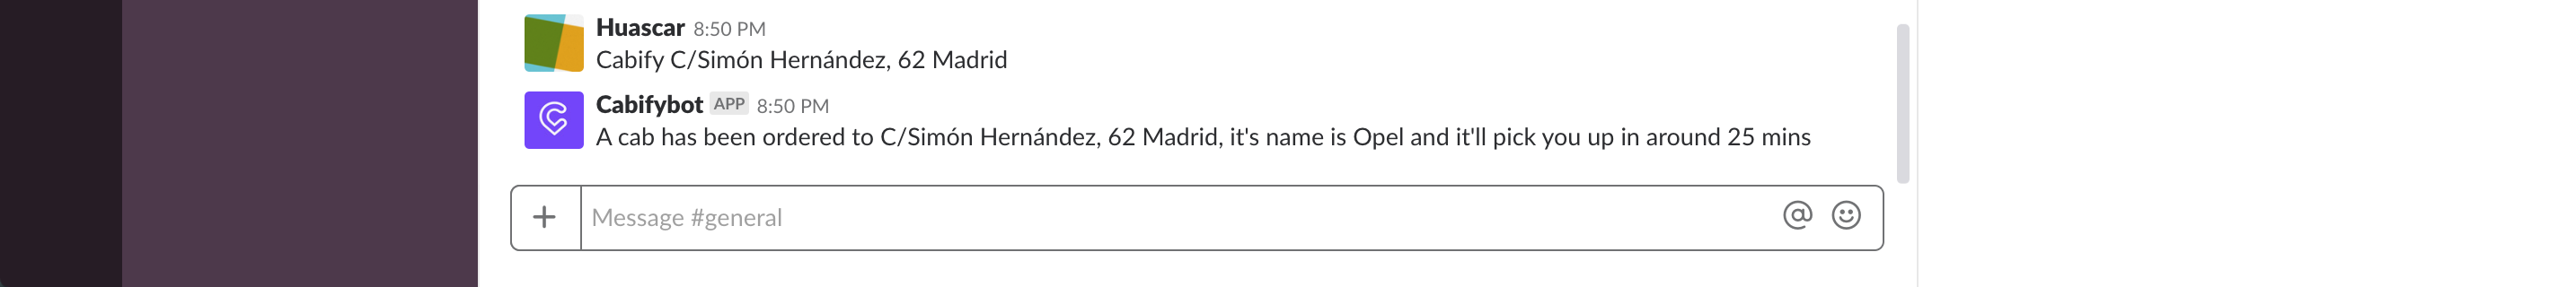 Huascar 8:50 PM
Cabify C/Simón Hernández, 62 Madrid
Cabifybot APP 8:50 PM
A cab has been ordered to C/Simón Hernández, 62 Madrid, it's name is Opel and it'll pick you up in around 25 mins
Message #general